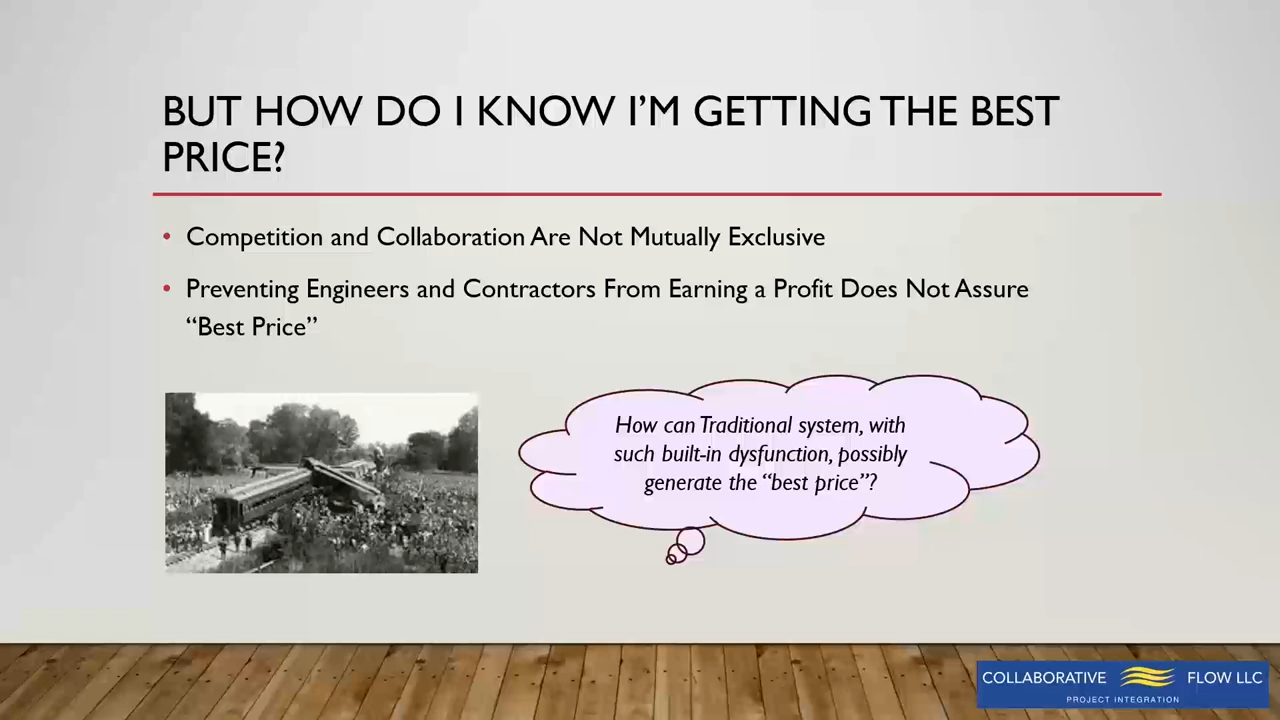 BUT HOW DO I KNOW I'M GETTING THE BEST
PRICE?
• Competition and Collaboration Are Not Mutually Exclusive
• Preventing Engineers and Contractors From Earning a Profit Does Not Assure
“Best Price”
How can Traditional system, with
such built-in dysfunction, possibly
generate the “best price”?
COLLABORATIVE FLOW LLC
PROJECT INTEGRATION